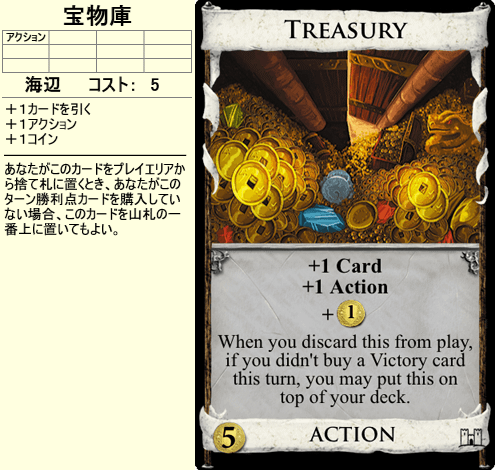 宝物庫
アクション
海辺 コスト: 5
+1カードを引く
+1アクション
+1コイン
あなたがこのカードをプレイエリアか
ら捨て札に置くとき、あなたがこの
ターン勝利点カードを購入してい
ない場合、このカードを山札の一
番上に置いてもよい。
TREASURY
+1 Card
+1 Action
+ 1
When you discard this from play,
if you didn't buy a Victory card
this turn, you may put this on
top of your deck.
5 ACTION